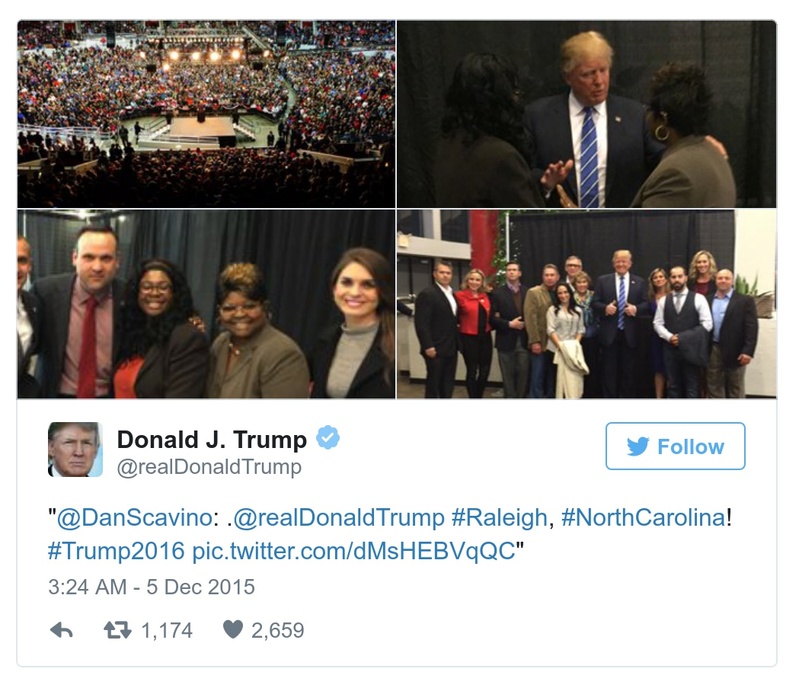 Donald J. Trump
@realDonaldTrump
Follow
"@DanScavino: .@realDonaldTrump #Raleigh, #NorthCarolina!
#Trump2016 pic.twitter.com/dMsHEBVqQC"
3:24 AM - 5 Dec 2015
1,174 2,659